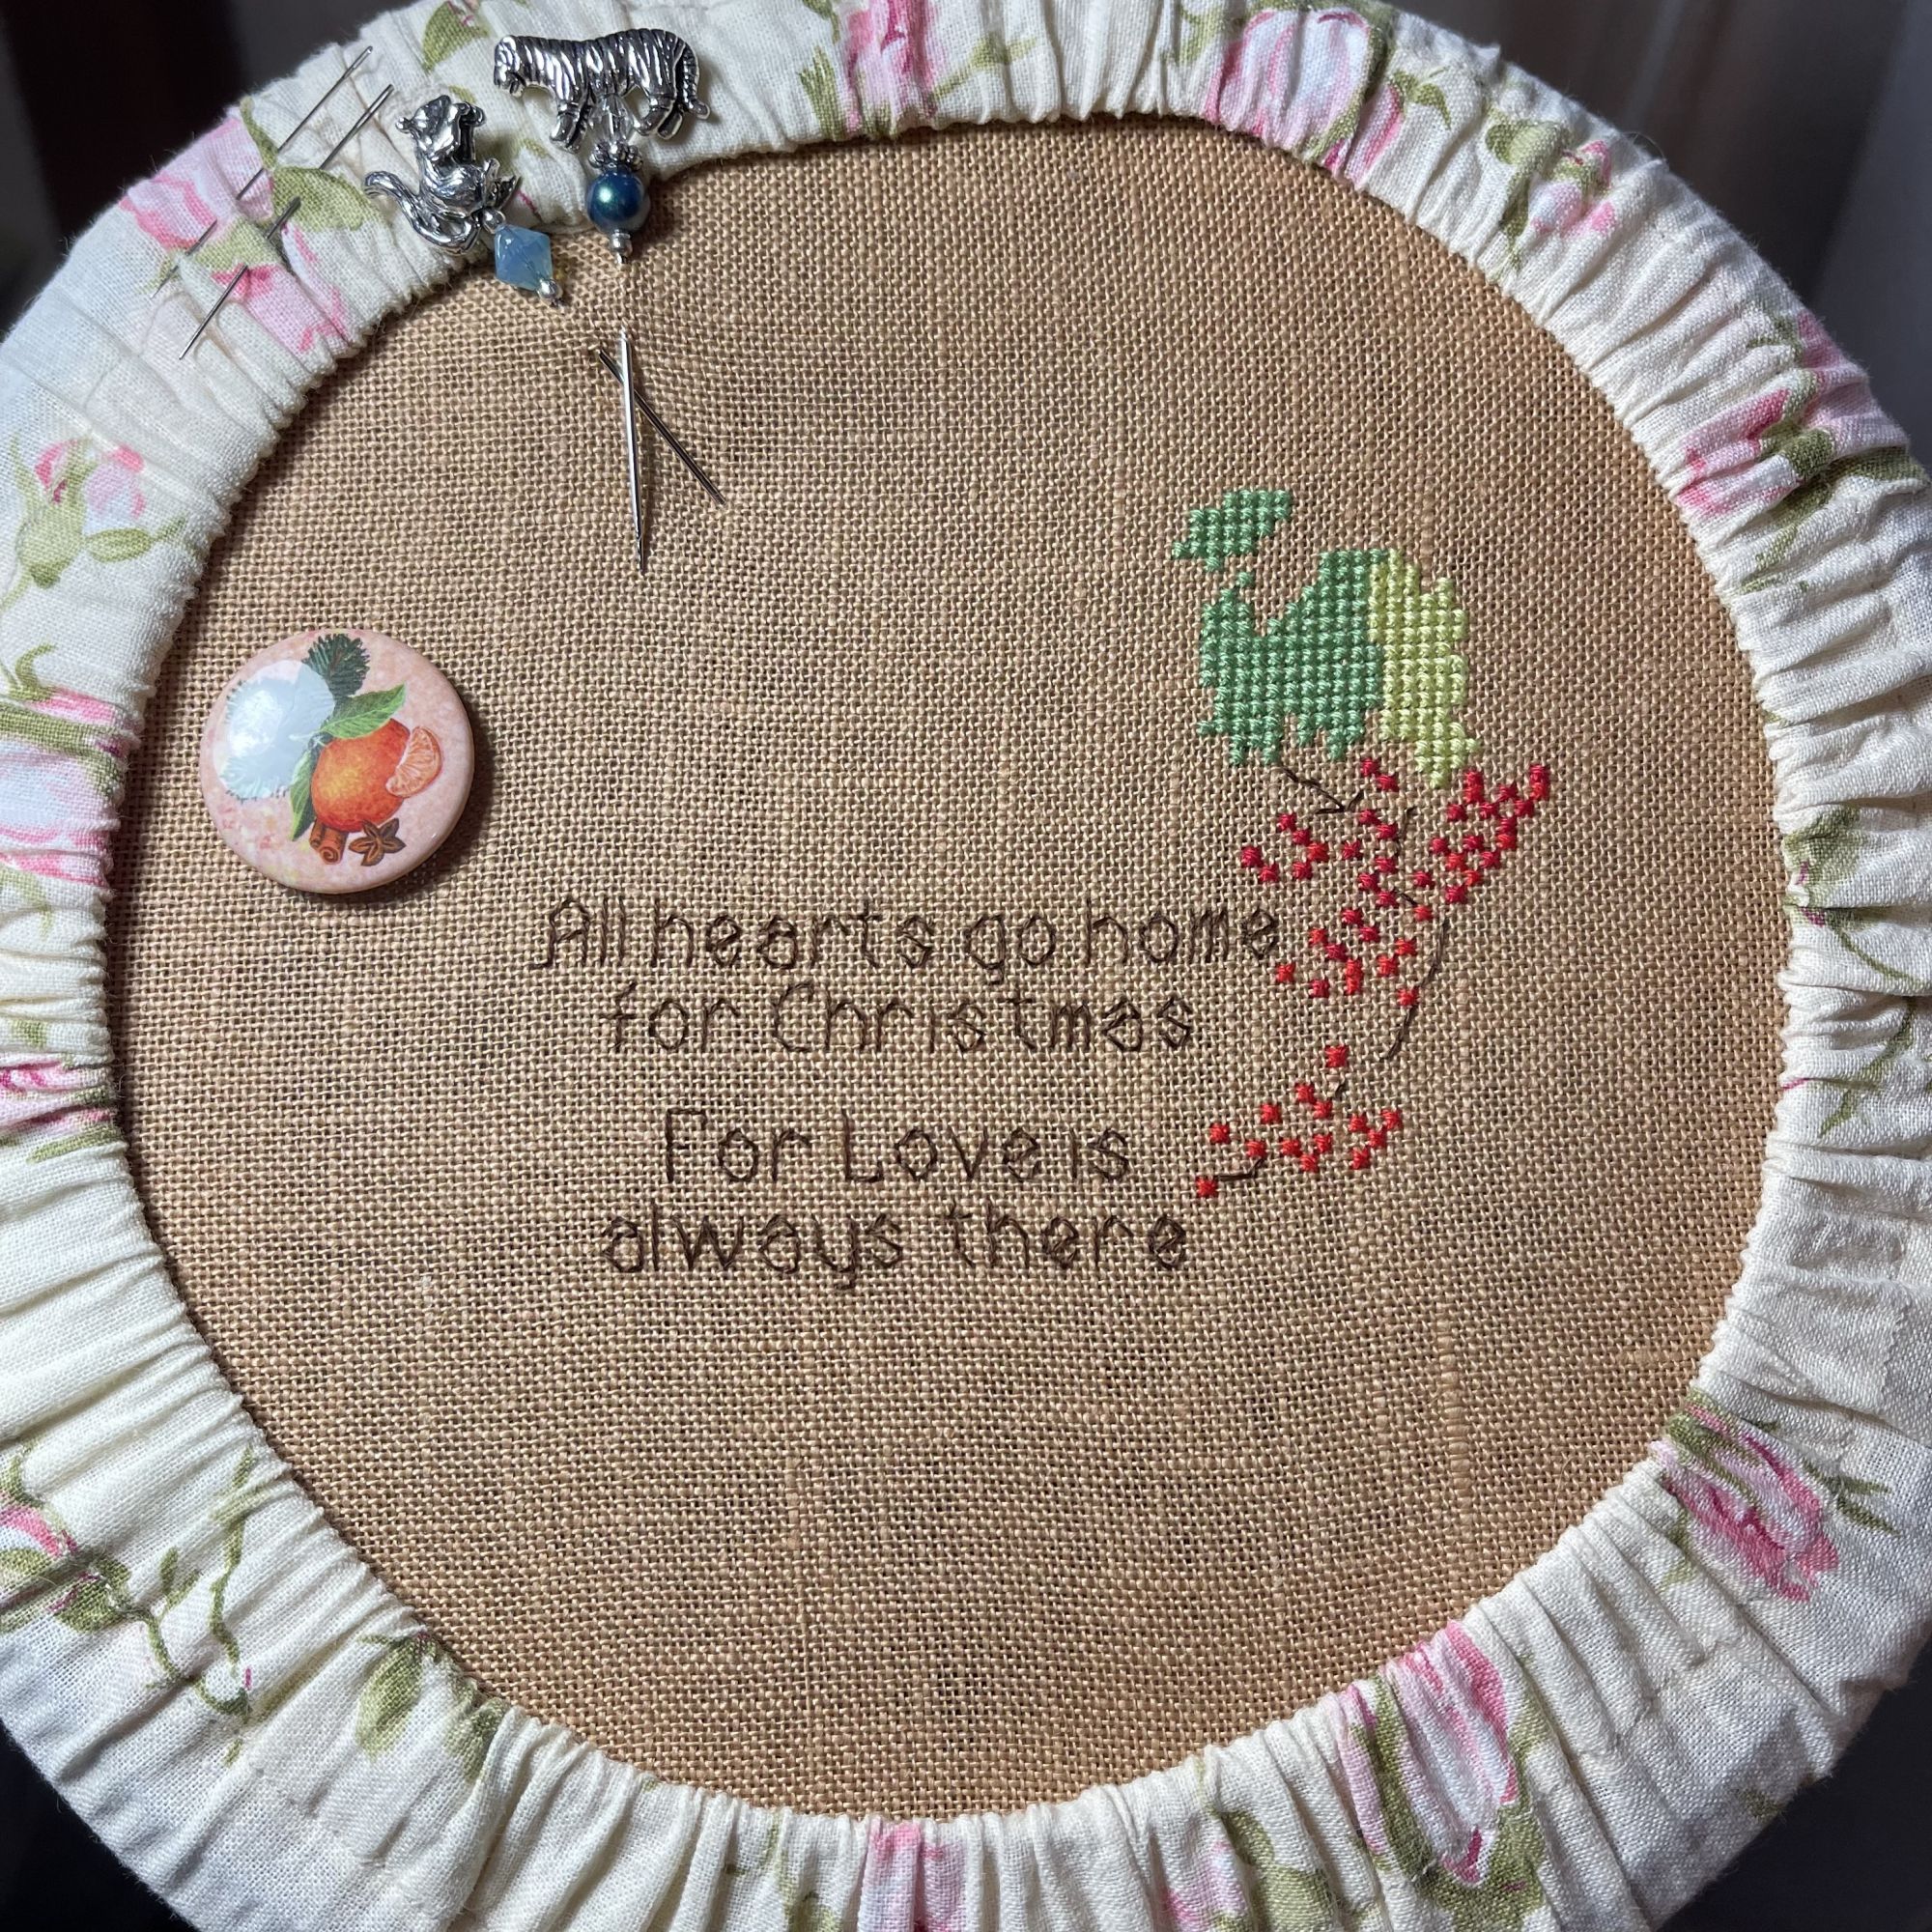 All hearts go home
for Christmas
For Love is
always there